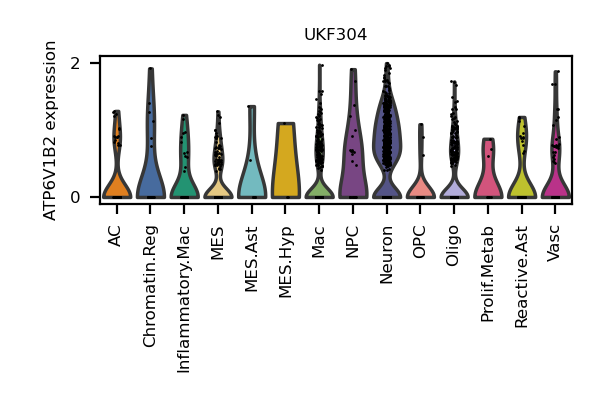 UKF304
ATP6V1B2 expression
2
0
AC
Chromatin.Reg
Inflammatory.Mac
MES
MES.Ast
MES.Hyp
Mac
NPC
Neuron
OPC
Oligo
Prolif.Metab
Reactive.Ast
Vasc